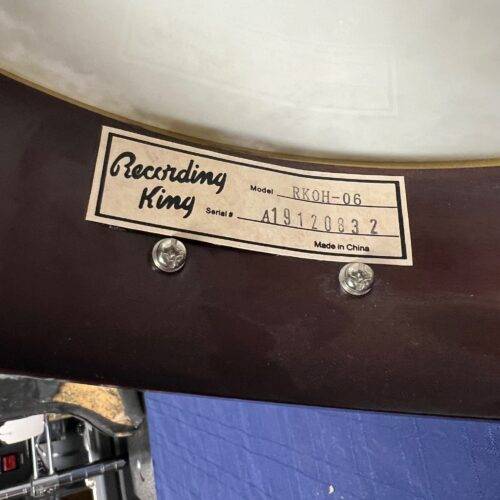 Recording King
Model RKOH-06
Serial # A19120832
Made in China